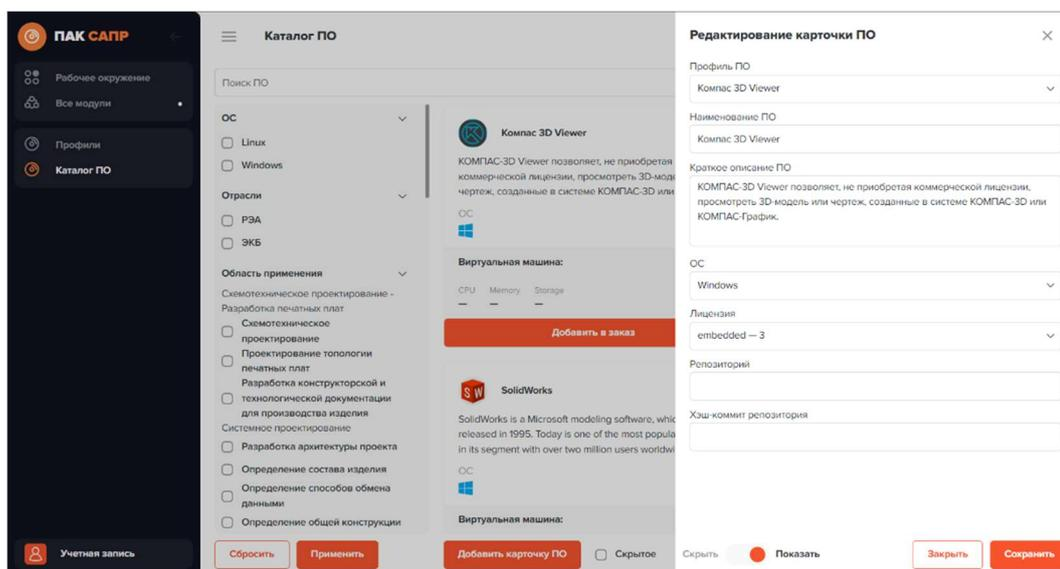 ПАК САПР
Рабочее окружение
Все модули
Профили
Каталог ПО
Учетная запись
Каталог ПО
Поиск ПО
ОС
Linux
Windows
Отрасли
РЭА
ЭКБ
Область применения
Схемотехническое проектирование -
Разработка печатных плат
Схемотехническое
проектирование
Проектирование топологии
печатных плат
Разработка конструкторской и
технологической документации
для производства изделия
Системное проектирование
Разработка архитектуры проекта
Определение состава изделия
Определение способов обмена
данными
Определение общей конструкции
Сбросить
Применить
Компас 3D Viewer
КОМПАС-3D Viewer позволяет, не приобретая
коммерческой лицензии, просмотреть 3D-моде
чертеж, созданные в системе КОМПАС-3D или
ОС
Виртуальная машина:
CPU Memory Storage
— — —
Добавить в заказ
SW
SolidWorks
SolidWorks is a Microsoft modeling software, whic
released in 1995. Today is one of the most popula
in its segment with over two million users worldwi
ОС
Виртуальная машина:
Добавить карточку ПО
Скрытое
Редактирование карточки ПО
Профиль ПО
Компас 3D Viewer
Наименование ПО
Компас 3D Viewer
Краткое описание ПО
КОМПАС-3D Viewer позволяет, не приобретая коммерческой лицензии,
просмотреть 3D-модель или чертеж, созданные в системе КОМПАС-3D или
КОМПАС-График.
ОС
Windows
Лицензия
embedded — 3
Репозиторий
Хэш-коммит репозитория
Скрыть
Показать
Закрыть
Сохранить